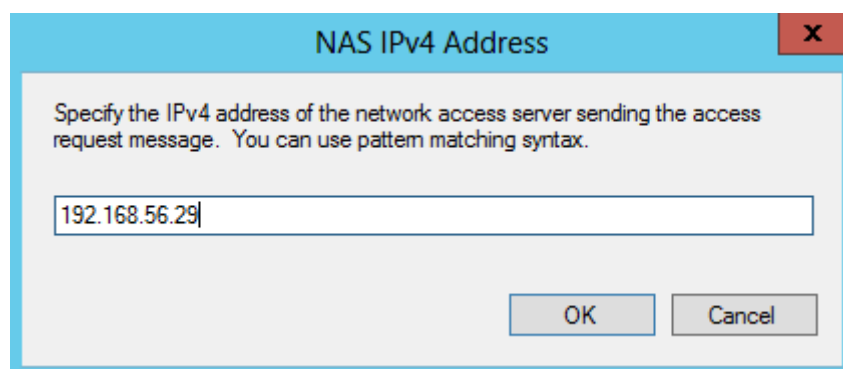 NAS IPv4 Address
x
Specify the IPv4 address of the network access server sending the access
request message.  You can use pattern matching syntax.
192.168.56.29
OK
Cancel